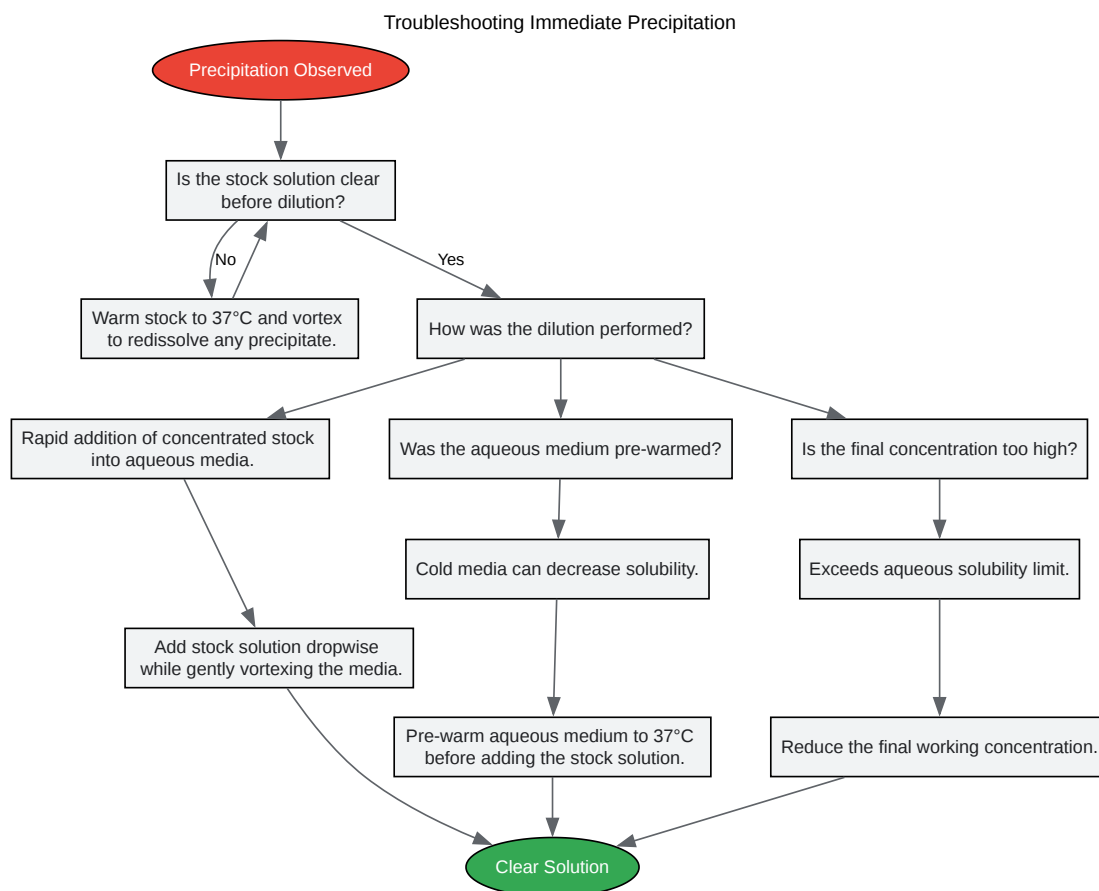 Troubleshooting Immediate Precipitation
Precipitation Observed
Is the stock solution clear
before dilution?
No
Yes
Warm stock to 37°C and vortex
to redissolve any precipitate.
How was the dilution performed?
Rapid addition of concentrated stock
into aqueous media.
Was the aqueous medium pre-warmed?
Is the final concentration too high?
Cold media can decrease solubility.
Exceeds aqueous solubility limit.
Add stock solution dropwise
while gently vortexing the media.
Pre-warm aqueous medium to 37°C
before adding the stock solution.
Reduce the final working concentration.
Clear Solution